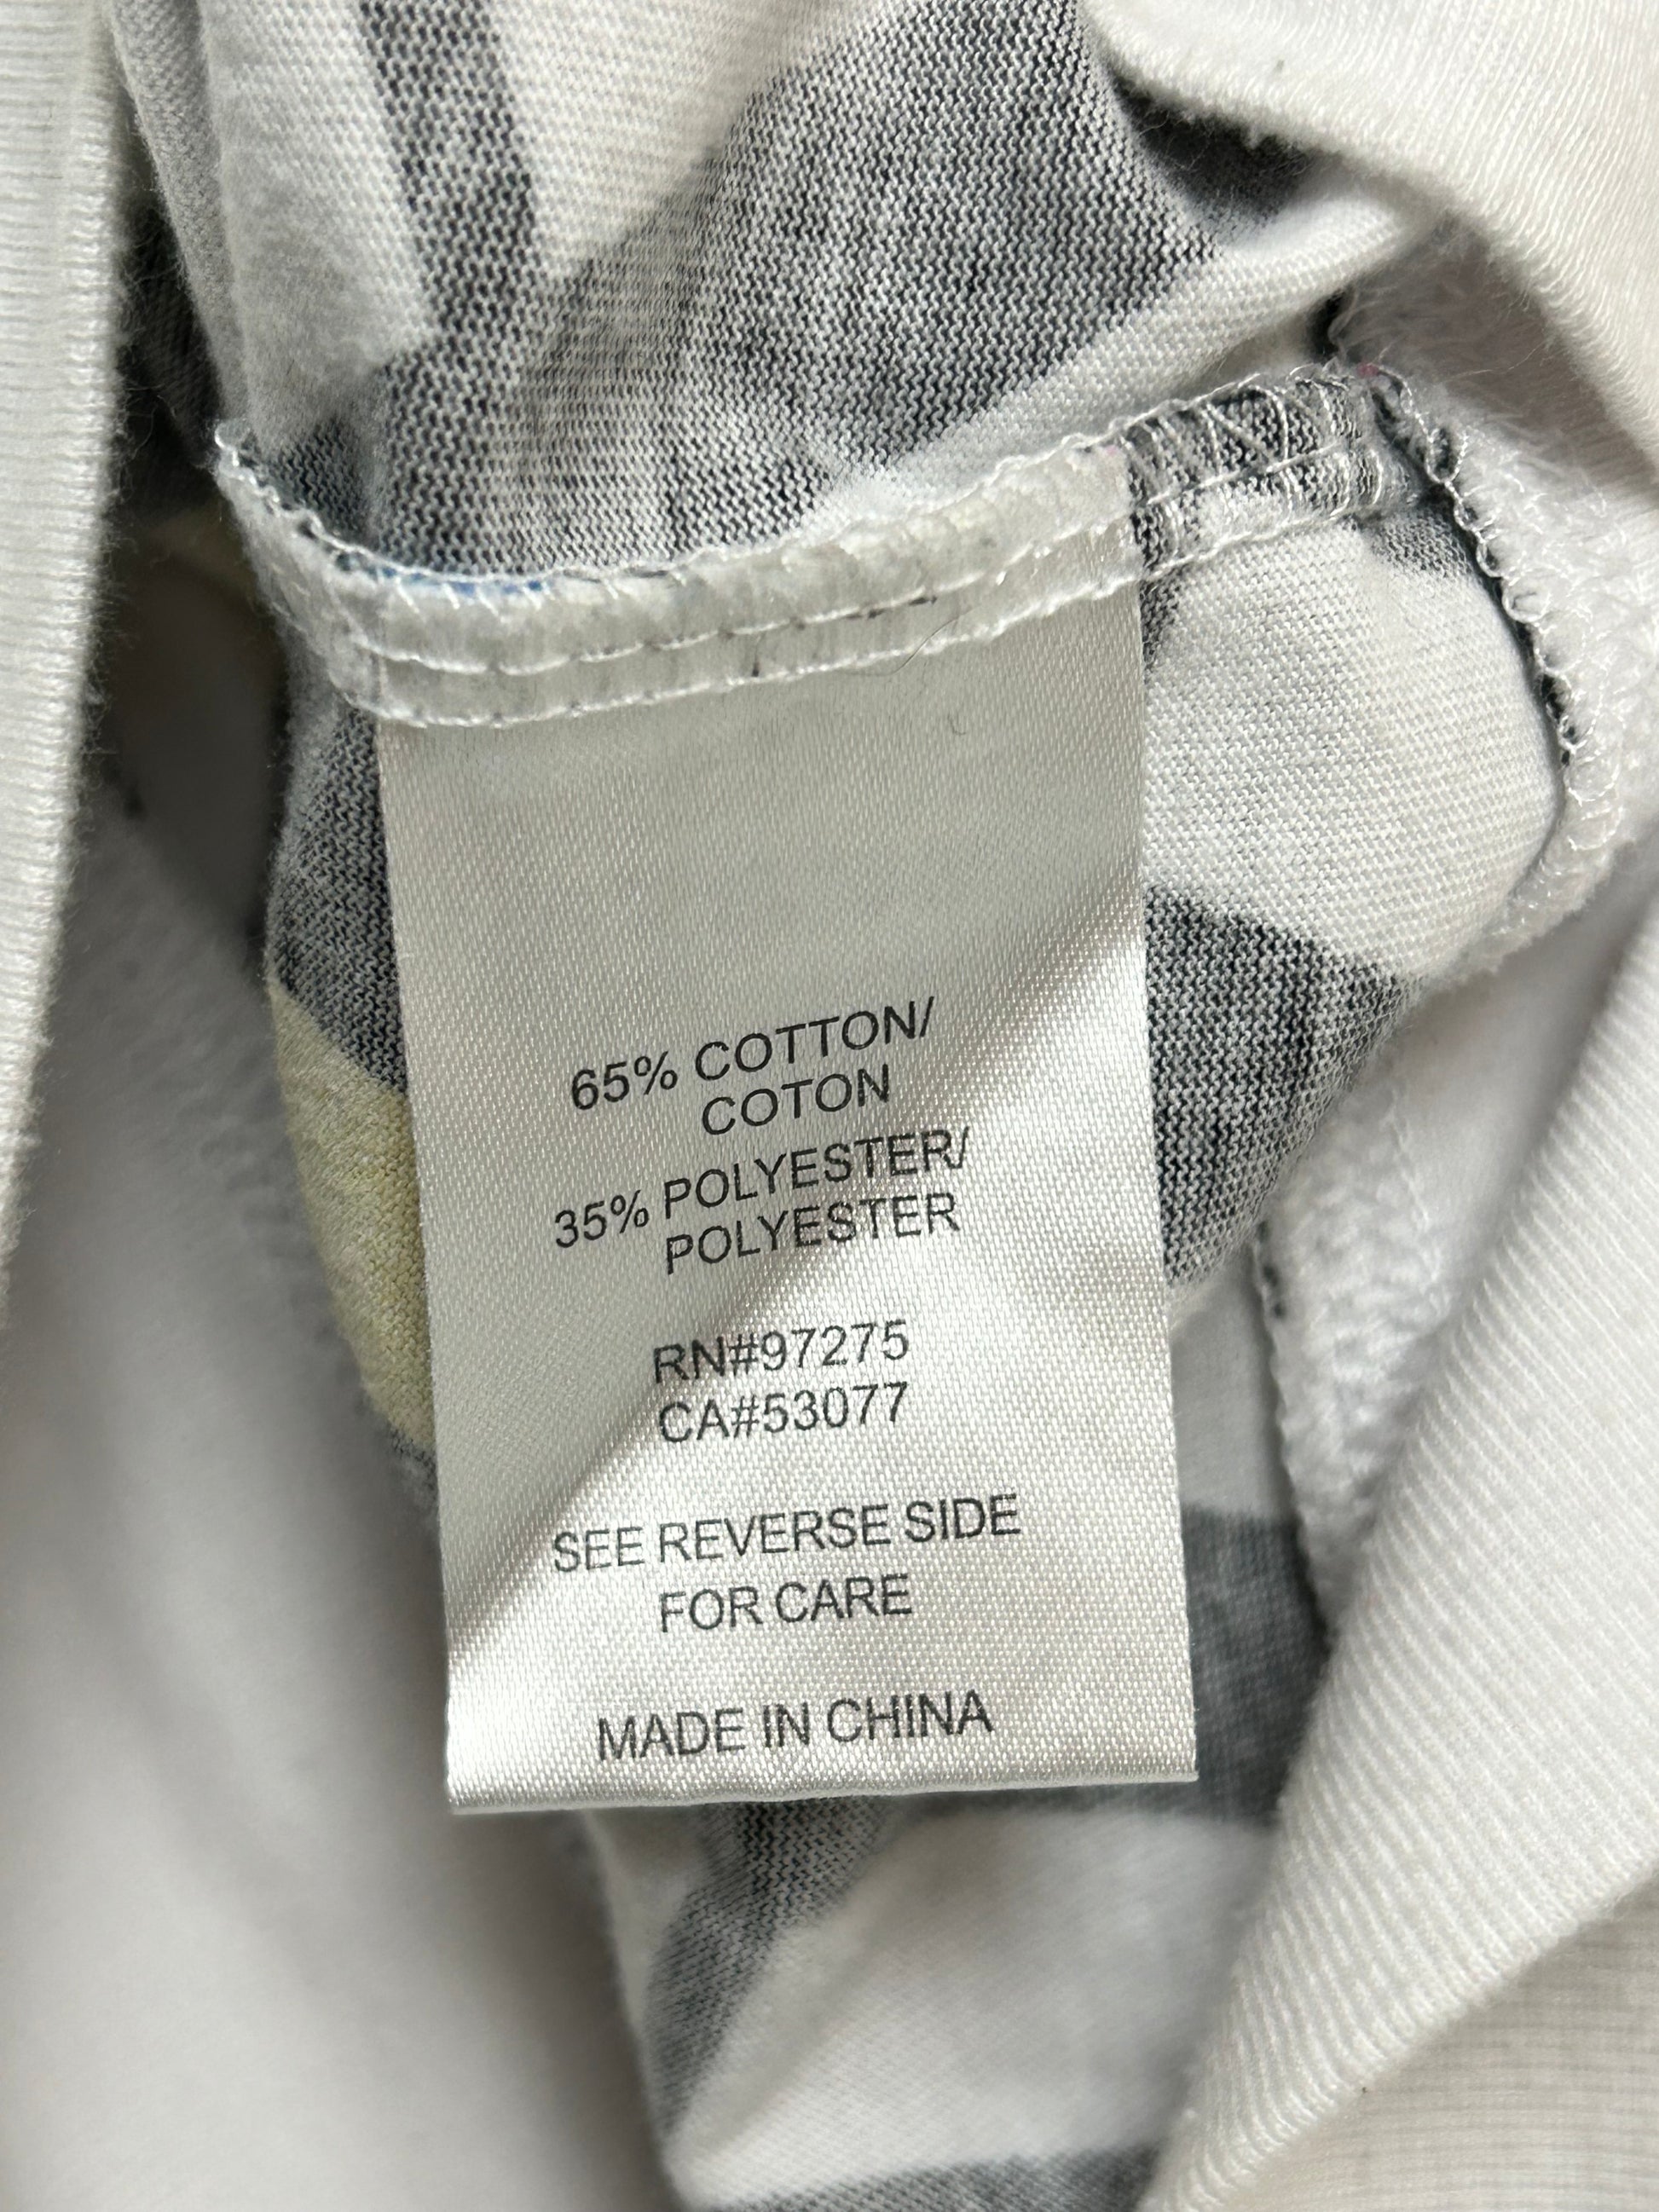 65% COTTON/
COTON
35% POLYESTER/
POLYESTER
RN#97275
CA#53077
SEE REVERSE SIDE
FOR CARE
MADE IN CHINA